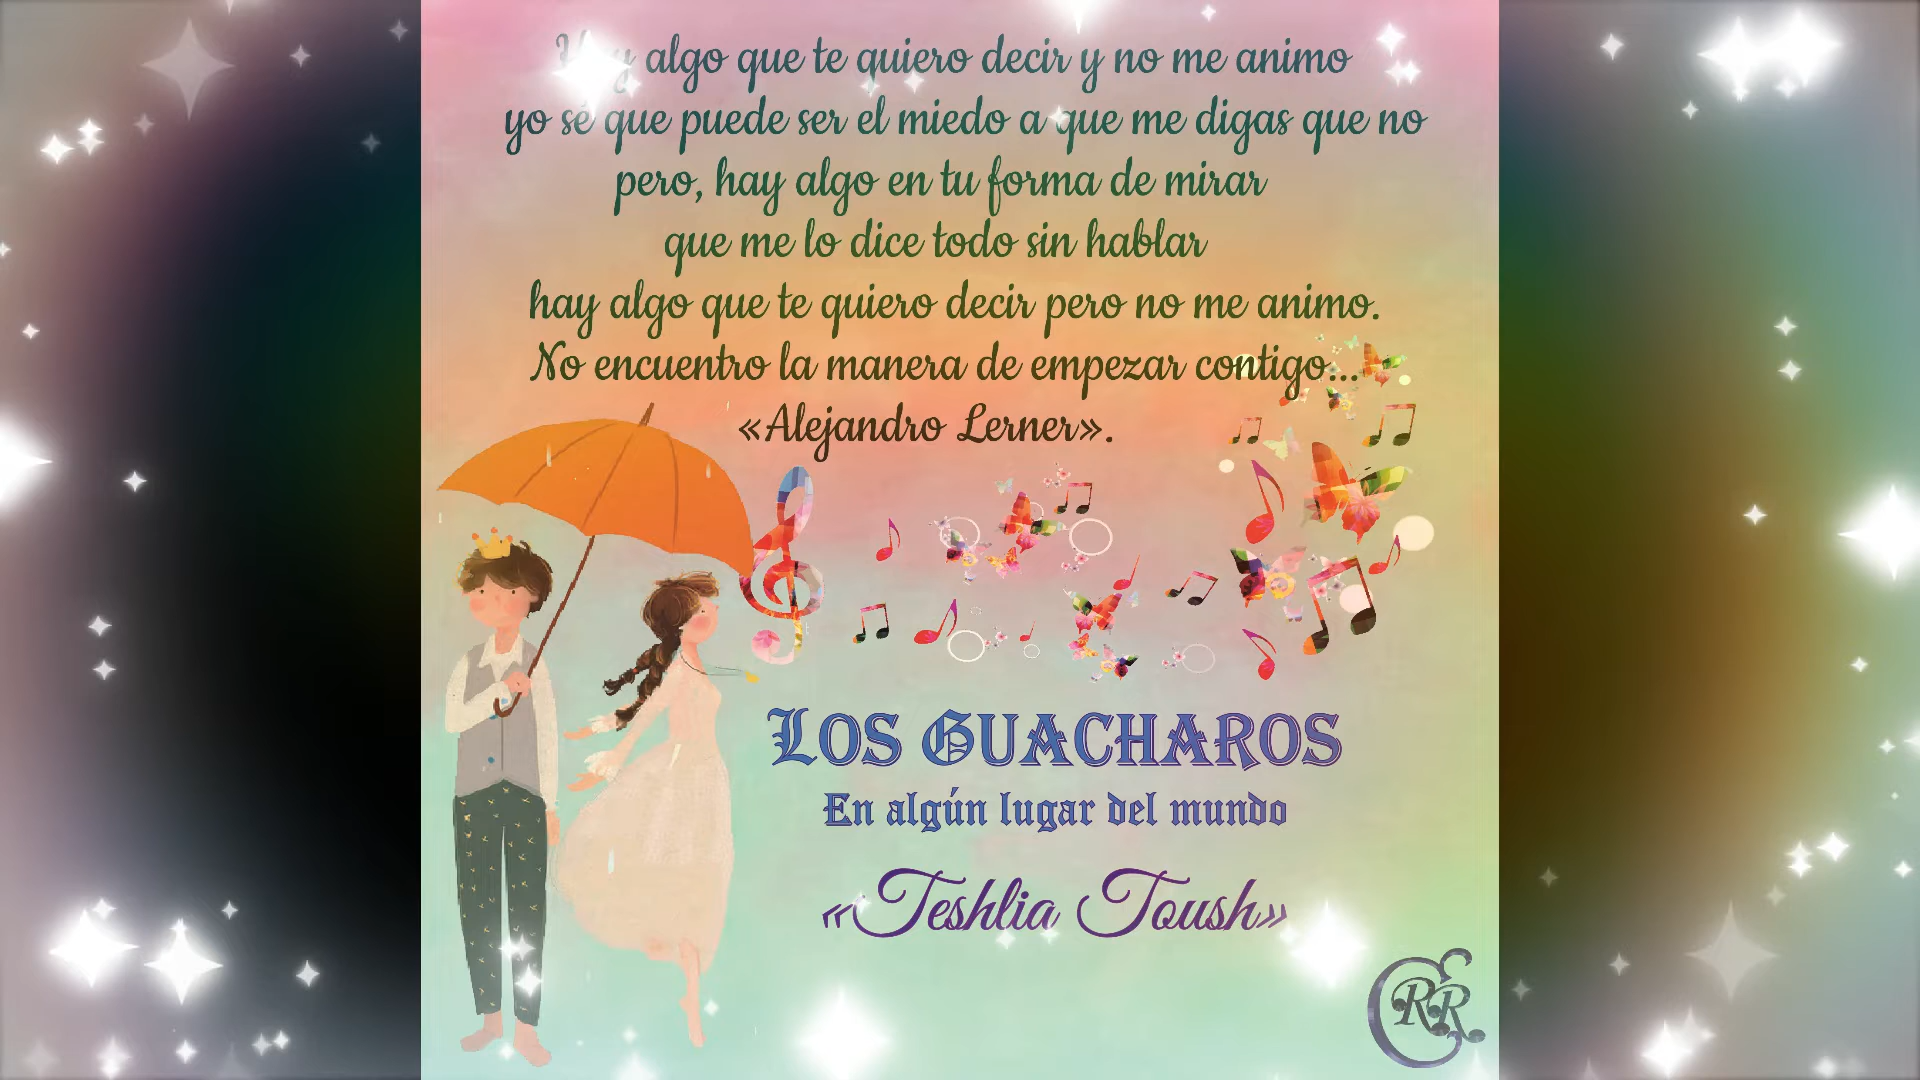 Hay algo que te quiero decir y no me animo
yo sé que puede ser el miedo a que me digas que no
pero, hay algo en tu forma de mirar
que me lo dice todo sin hablar
hay algo que te quiero decir pero no me animo.
No encuentro la manera de empezar contigo...
«Alejandro Lerner».
LOS GUACHAROS
En algún lugar del mundo
«Teshlia Toush»
CRR